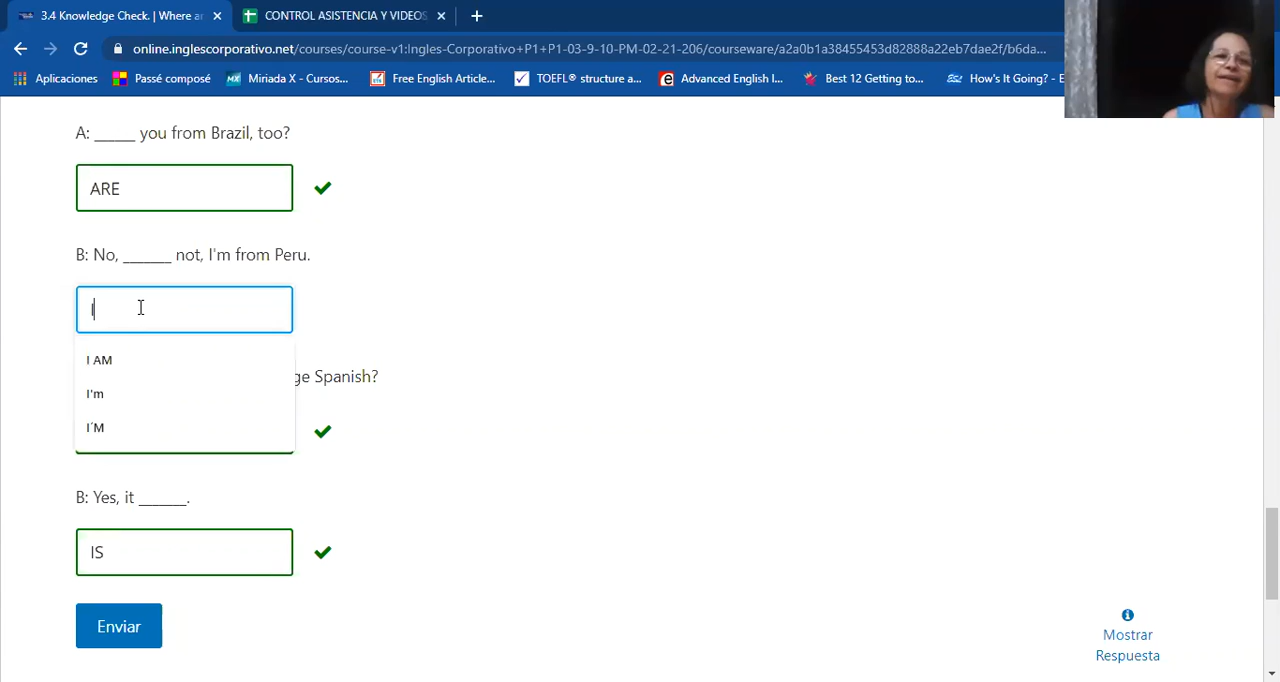 3.4 Knowledge Check. | Where ar
CONTROL ASISTENCIA Y VIDEOS
online.inglescorporativo.net/courses/course-v1:Ingles-Corporativo+P1+P1-03-9-10-PM-02-21-206/courseware/a2a0b1a38455453d82888a22eb7dae2f/b6da...
Aplicaciones Passé composé Miriada X - Cursos... Free English Article... TOEFL® structure a... Advanced English I... Best 12 Getting to... How's It Going? - E
A: _____ you from Brazil, too?
ARE
B: No, ______ not, I'm from Peru.
I
I AM
I'm
I´M
ge Spanish?
B: Yes, it ______.
IS
Enviar
Mostrar
Respuesta